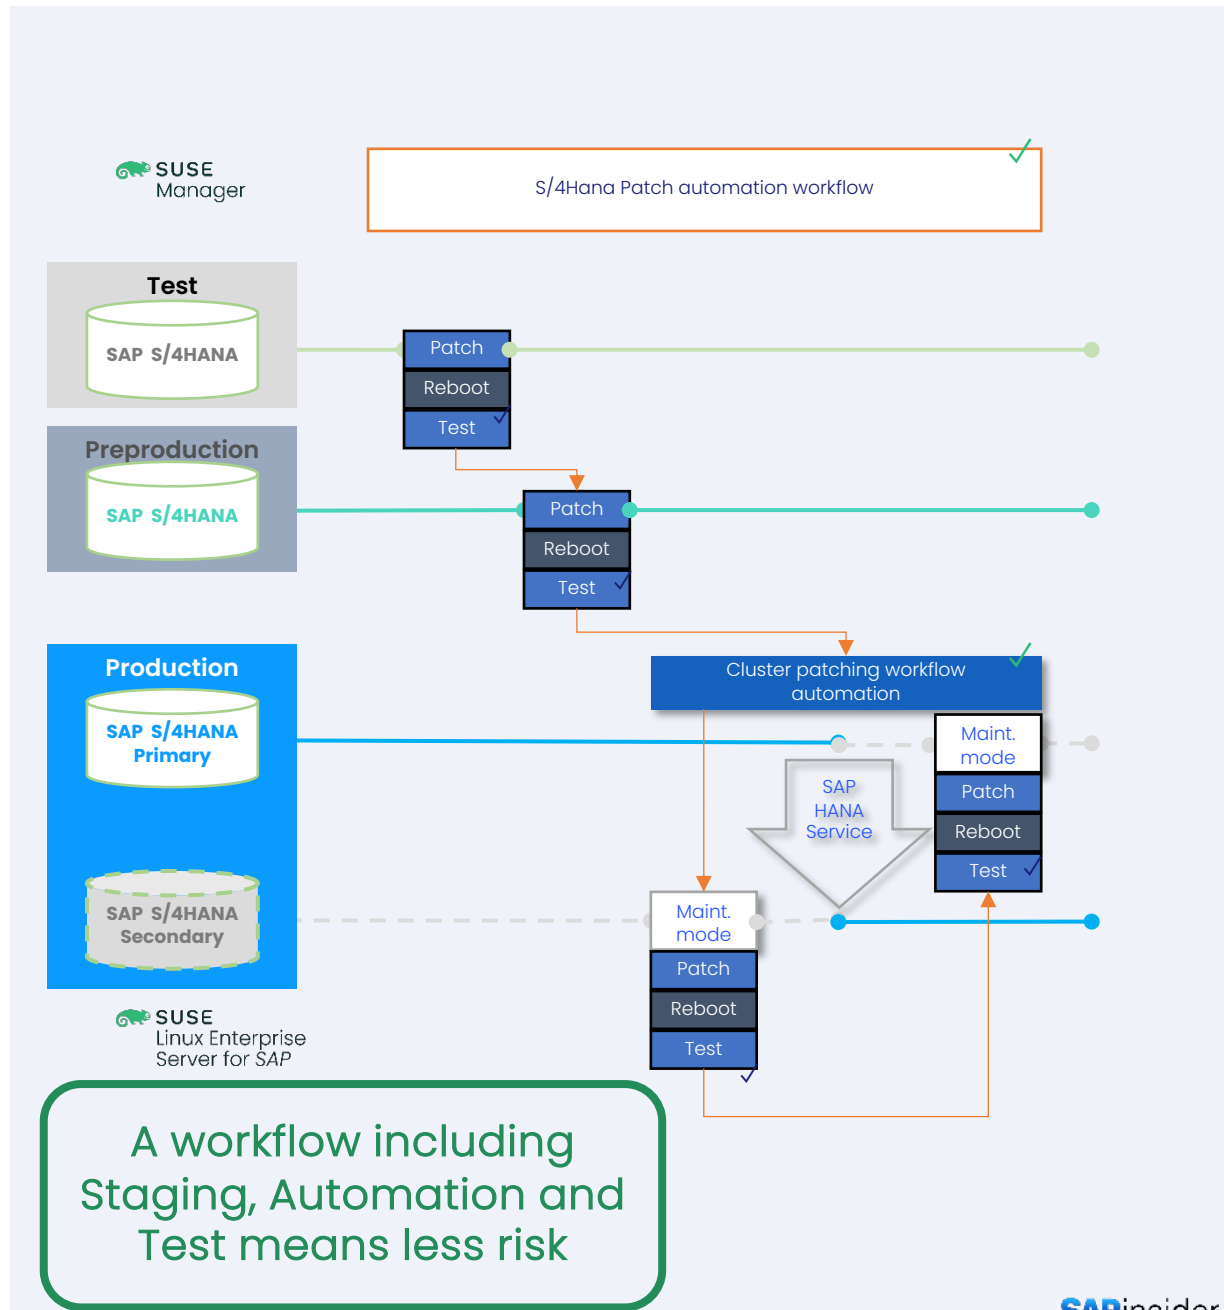 SUSE
Manager
S/4Hana Patch automation workflow
Test
SAP S/4HANA
Patch
Reboot
Test
Preproduction
SAP S/4HANA
Patch
Reboot
Test
Production
SAP S/4HANA
Primary
Cluster patching workflow
automation
Maint.
mode
Patch
Reboot
Test
SAP
HANA
Service
SAP S/4HANA
Secondary
Maint.
mode
Patch
Reboot
Test
SUSE
Linux Enterprise
Server for SAP
A workflow including
Staging, Automation and
Test means less risk
SAPinsider